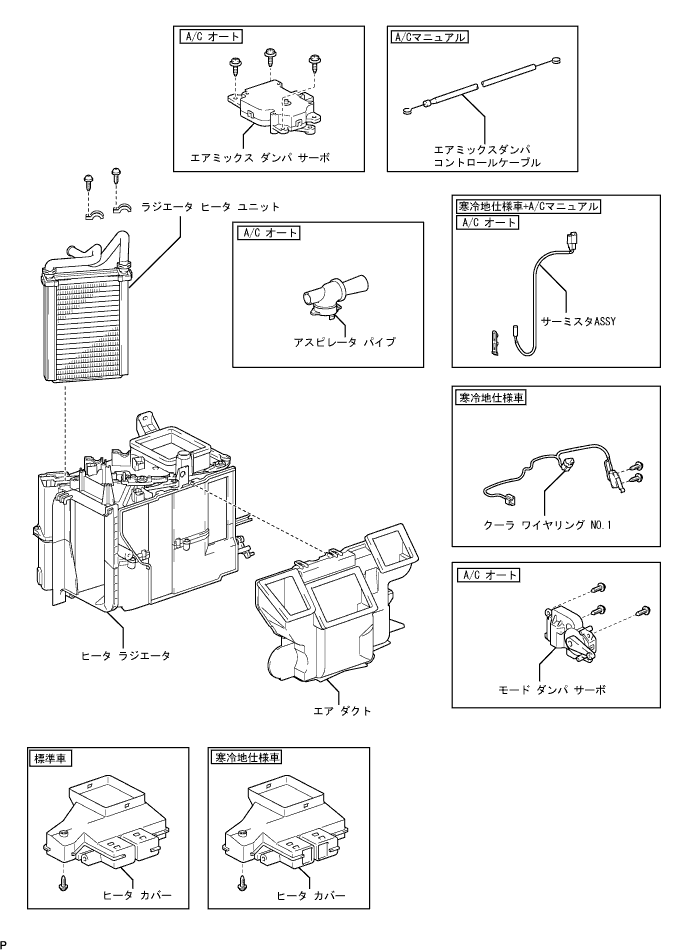 A/C オート
エアミックス ダンパ サーボ
A/Cマニュアル
エアミックスダンパ
コントロールケーブル
ラジエータ ヒータ ユニット
A/C オート
アスピレータ パイプ
寒冷地仕様車+A/Cマニュアル
A/C オート
サーミスタASSY
寒冷地仕様車
クーラ ワイヤリング NO.1
A/C オート
モード ダンパ サーボ
ヒータ ラジエータ
エア ダクト
標準車
ヒータ カバー
寒冷地仕様車
ヒータ カバー
P